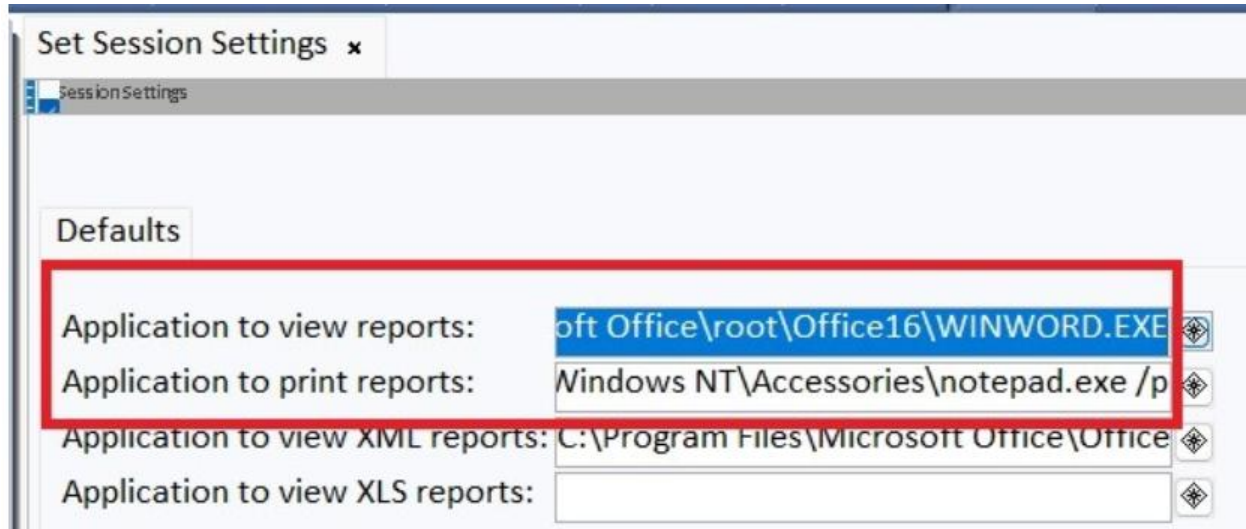 Set Session Settings ×
Session Settings
Defaults
Application to view reports: oft Office\root\Office16\WINWORD.EXE
Application to print reports: Windows NT\Accessories\notepad.exe /p
Application to view XML reports: C:\Program Files\Microsoft Office\Office
Application to view XLS reports: